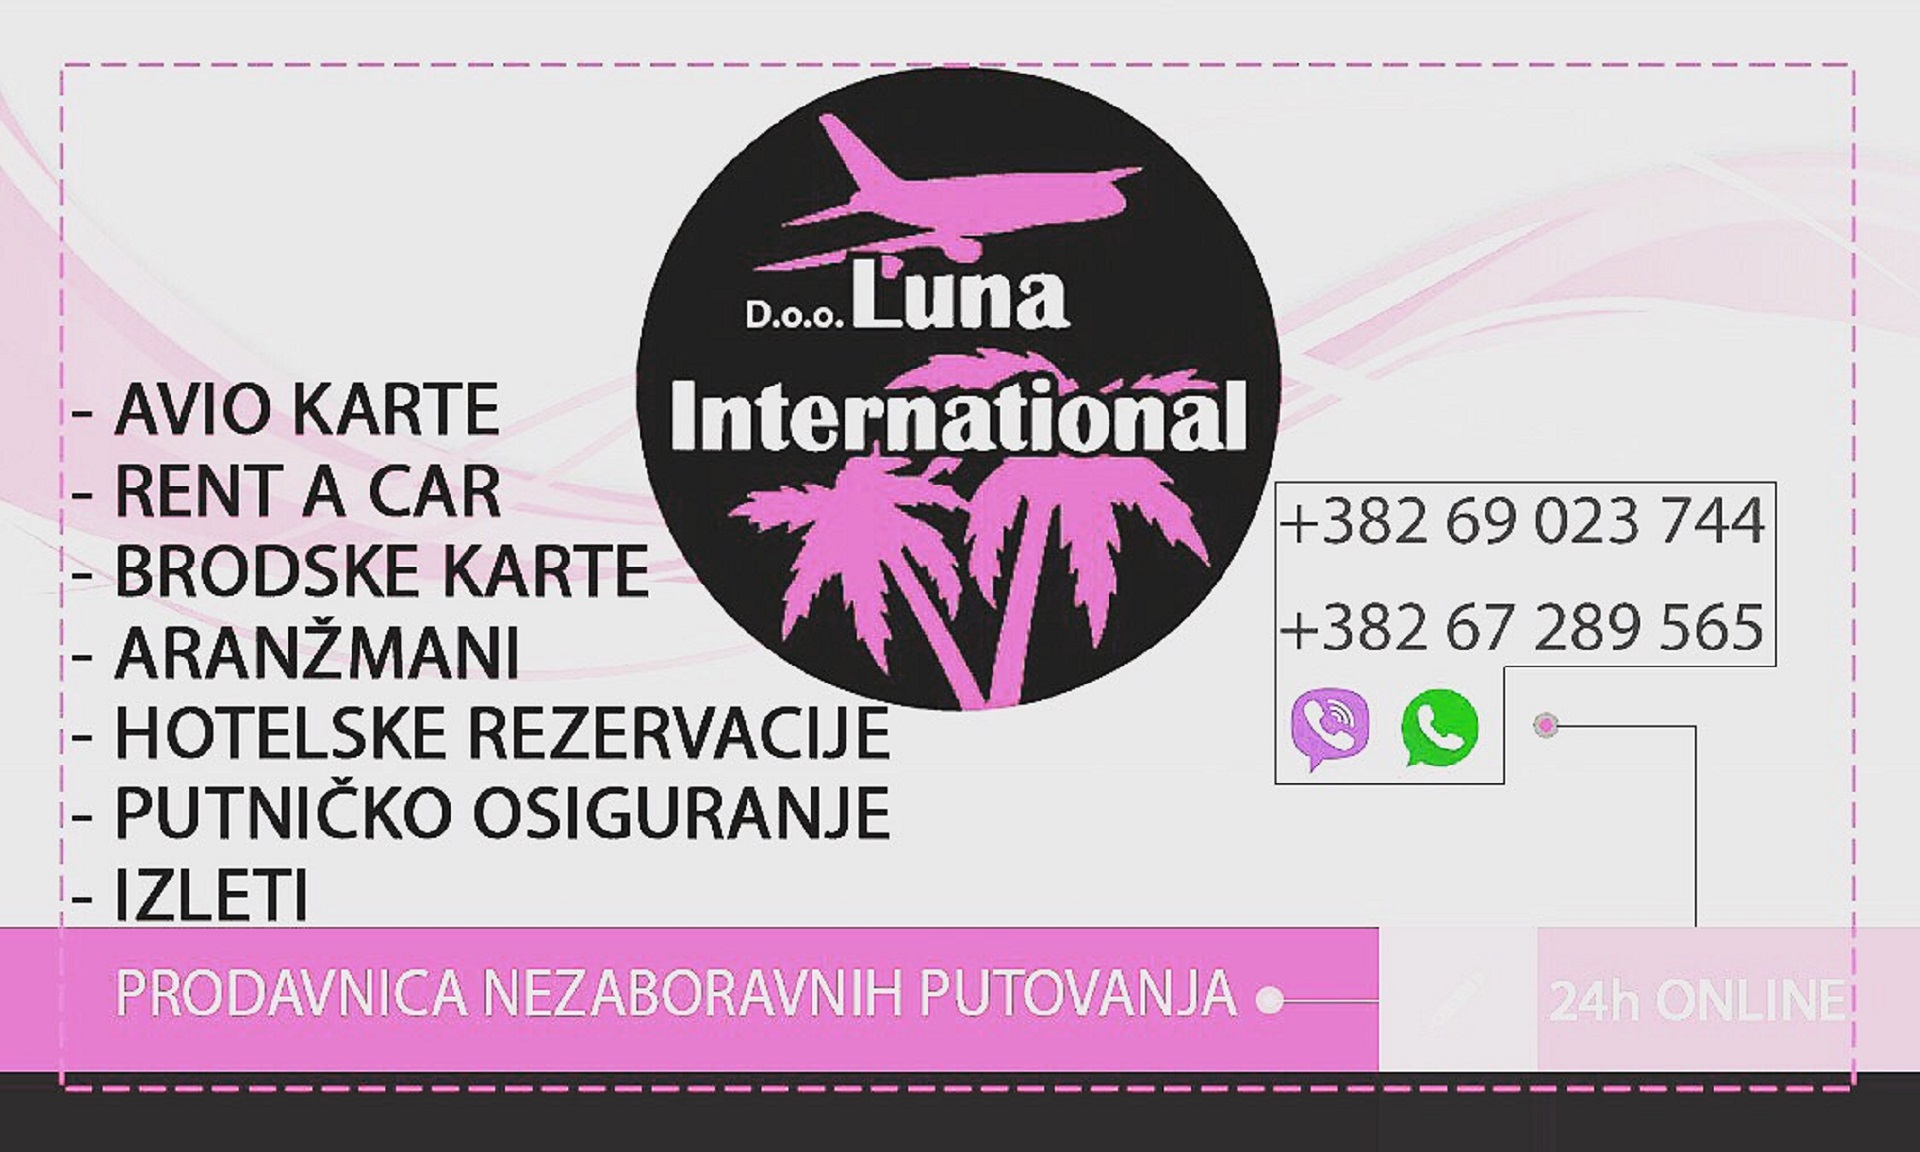 D.o.o. Luna
International
- AVIO KARTE
- RENT A CAR
- BRODSKE KARTE
- ARANŽMANI
- HOTELSKE REZERVACIJE
- PUTNIČKO OSIGURANJE
- IZLETI
+382 69 023 744
+382 67 289 565
PRODAVNICA NEZABORAVNIH PUTOVANJA
24h ONLINE